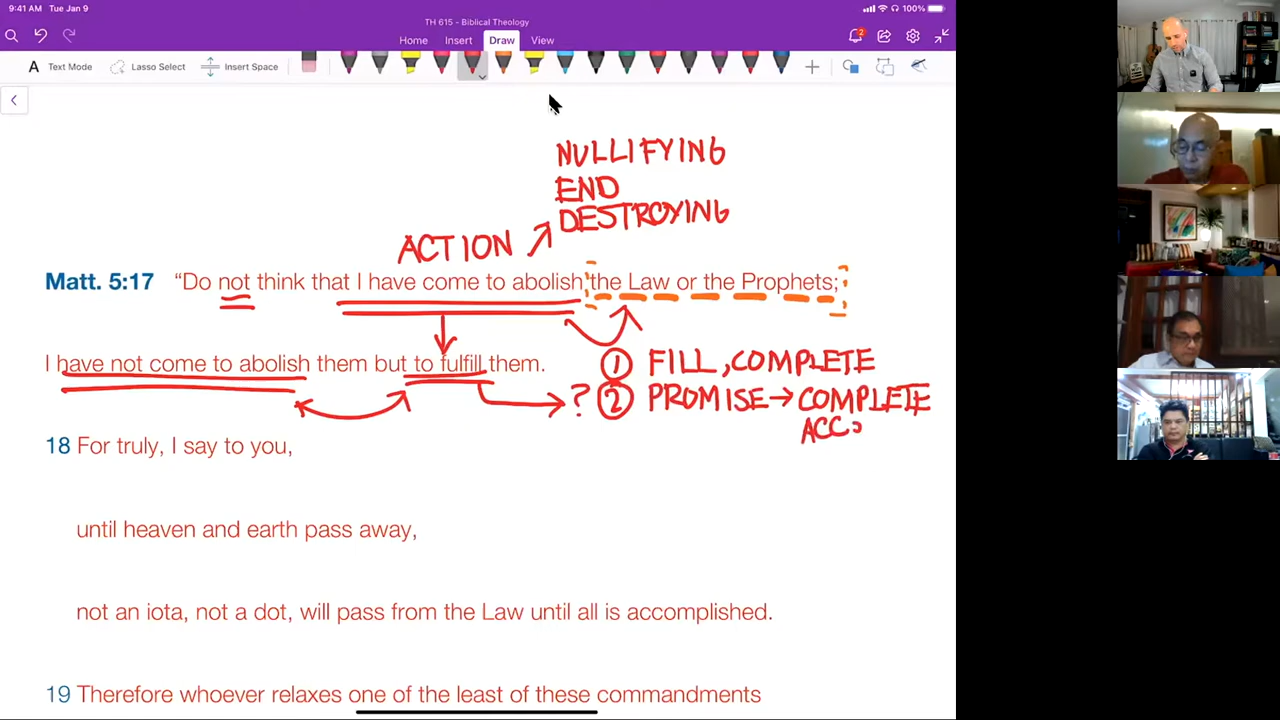 9:41 AM Tue Jan 9
100%
TH 615 - Biblical Theology
Home Insert Draw View
2
A Text Mode Lasso Select Insert Space
NULLIFYING
END
DESTROYING
ACTION
Matt. 5:17 “Do not think that I have come to abolish the Law or the Prophets;
I have not come to abolish them but to fulfill them.
1 FILL, COMPLETE
? 2 PROMISE → COMPLETE
ACC
18 For truly, I say to you,
until heaven and earth pass away,
not an iota, not a dot, will pass from the Law until all is accomplished.
19 Therefore whoever relaxes one of the least of these commandments